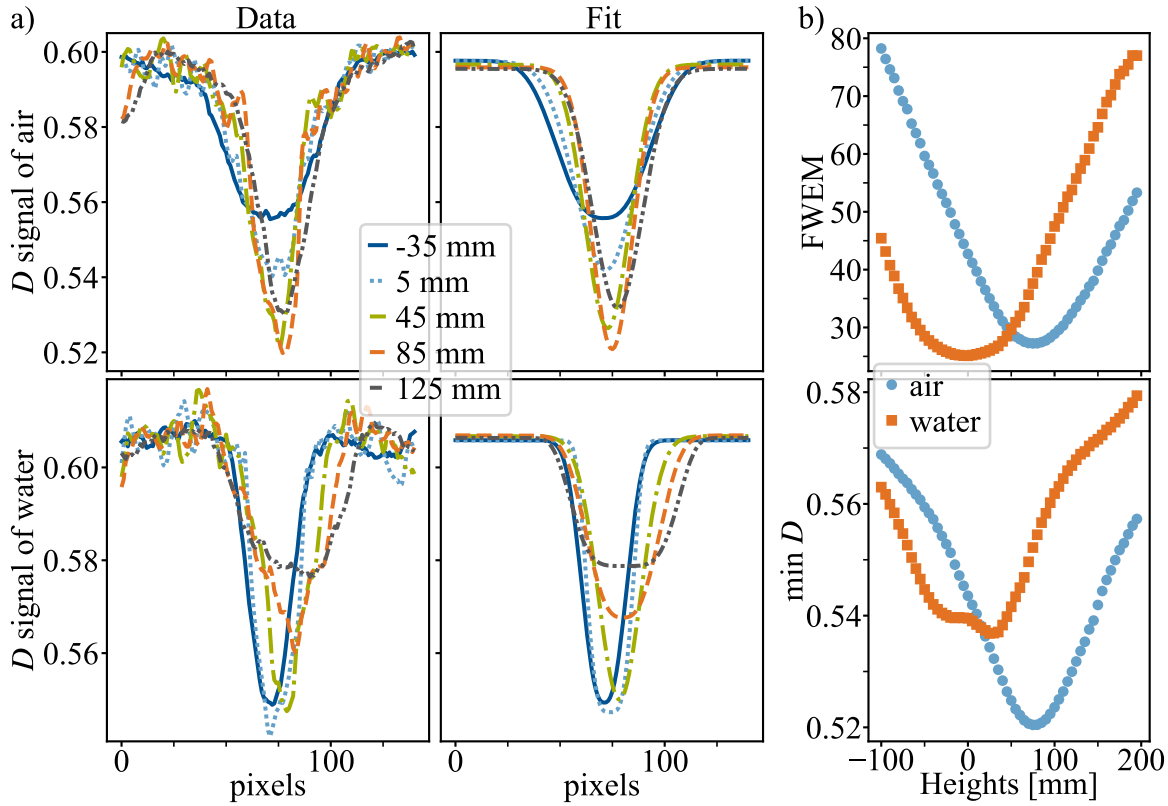 a)
Data
Fit
b)
D signal of air
0.60
0.58
0.56
0.54
0.52
-35 mm
5 mm
45 mm
85 mm
125 mm
D signal of water
0.60
0.58
0.56
0
100
pixels
0
100
pixels
FWEM
80
70
60
50
40
30
air
water
min D
0.58
0.56
0.54
0.52
−100
0
100
200
Heights [mm]